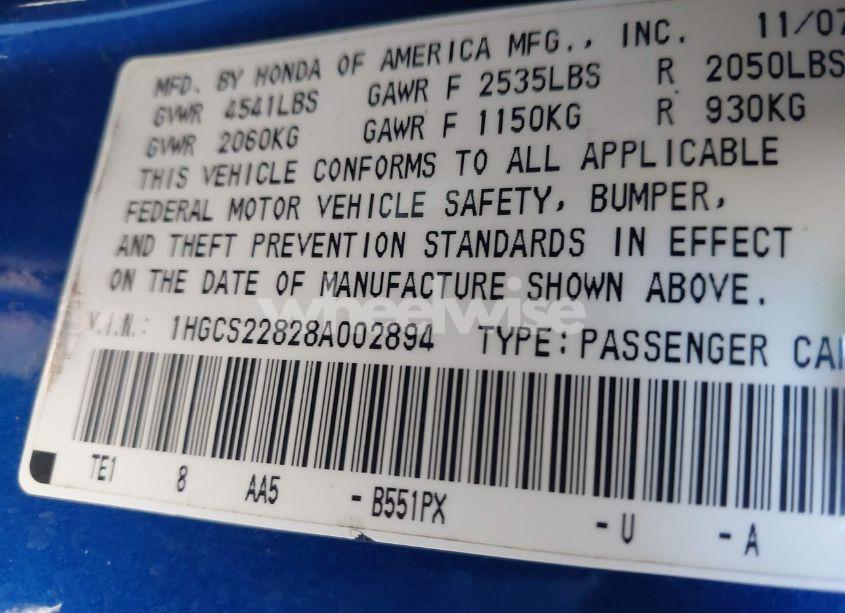 MFD. BY HONDA OF AMERICA MFG., INC. 11/07
GVWR 4541LBS GAWR F 2535LBS R 2050LBS
GVWR 2060KG GAWR F 1150KG R 930KG
THIS VEHICLE CONFORMS TO ALL APPLICABLE
FEDERAL MOTOR VEHICLE SAFETY, BUMPER,
AND THEFT PREVENTION STANDARDS IN EFFECT
ON THE DATE OF MANUFACTURE SHOWN ABOVE.
wheelwise
V.I.N.: 1HGCS22828A002894 TYPE: PASSENGER CAR
TE1 8 AA5 -B551PX -U -A